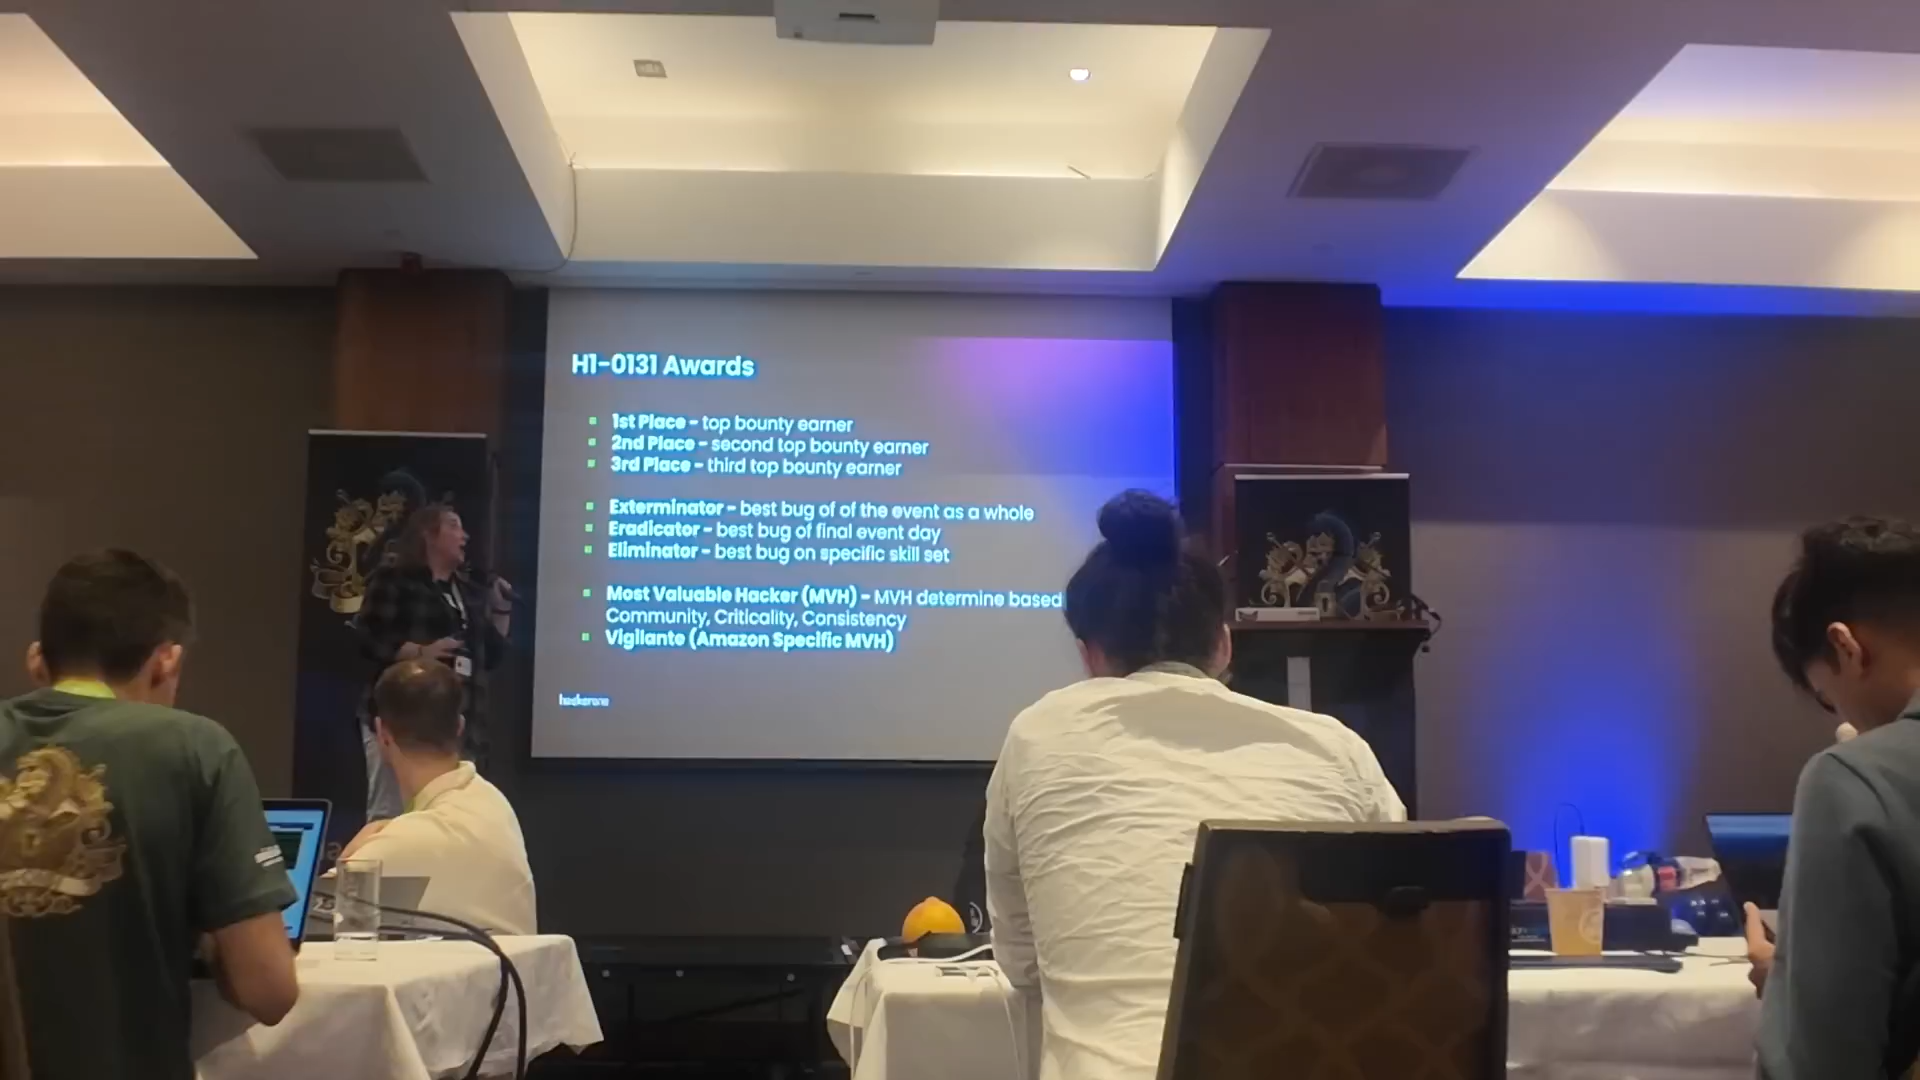 H1-0131 Awards
1st Place - top bounty earner
2nd Place - second top bounty earner
3rd Place - third top bounty earner
Exterminator - best bug of of the event as a whole
Eradicator - best bug of final event day
Eliminator - best bug on specific skill set
Most Valuable Hacker (MVH) - MVH determine based
Community, Criticality, Consistency
Vigilante (Amazon Specific MVH)
hackerone